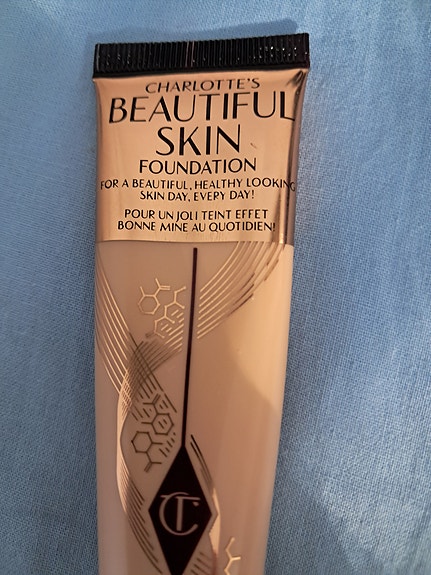 CHARLOTTE'S
BEAUTIFUL
SKIN
FOUNDATION
FOR A BEAUTIFUL, HEALTHY LOOKING
SKIN DAY, EVERY DAY!
POUR UN JOLI TEINT EFFET
BONNE MINE AU QUOTIDIEN!
CT